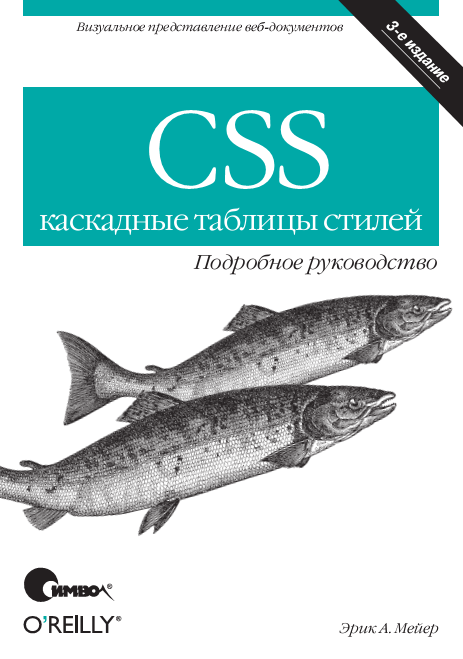 Визуальное представление веб-документов
3-е издание
CSS
каскадные таблицы стилей
Подробное руководство
Символ®
O'REILLY®
Эрик А. Мейер